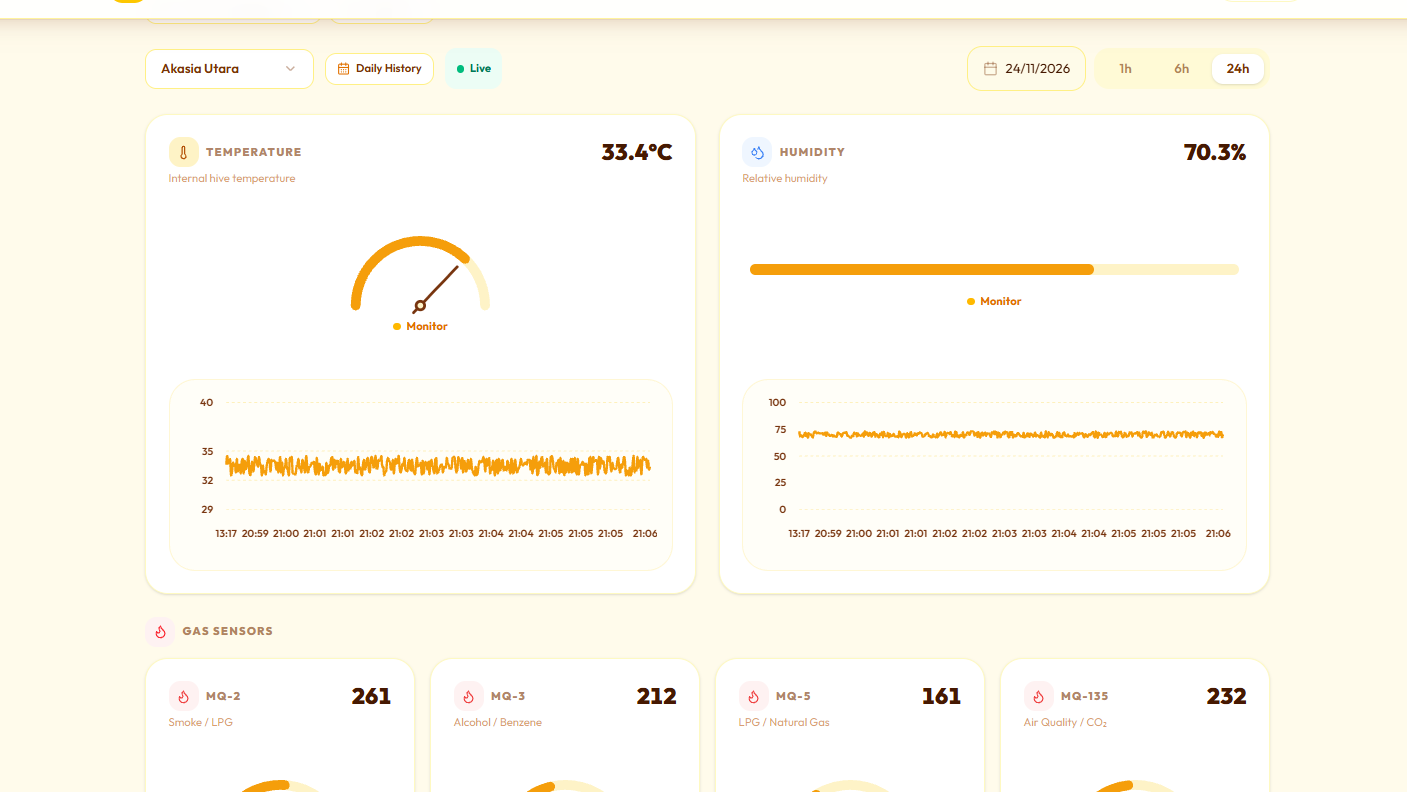 Akasia Utara Daily History Live 24/11/2026 1h 6h 24h
TEMPERATURE 33.4°C
Internal hive temperature
Monitor
40
35
32
29
13:17 20:59 21:00 21:01 21:01 21:02 21:02 21:03 21:03 21:04 21:04 21:05 21:05 21:05 21:06
HUMIDITY 70.3%
Relative humidity
Monitor
100
75
50
25
0
13:17 20:59 21:00 21:01 21:01 21:02 21:02 21:03 21:03 21:04 21:04 21:05 21:05 21:05 21:06
GAS SENSORS
MQ-2 261
Smoke / LPG
MQ-3 212
Alcohol / Benzene
MQ-5 161
LPG / Natural Gas
MQ-135 232
Air Quality / CO₂